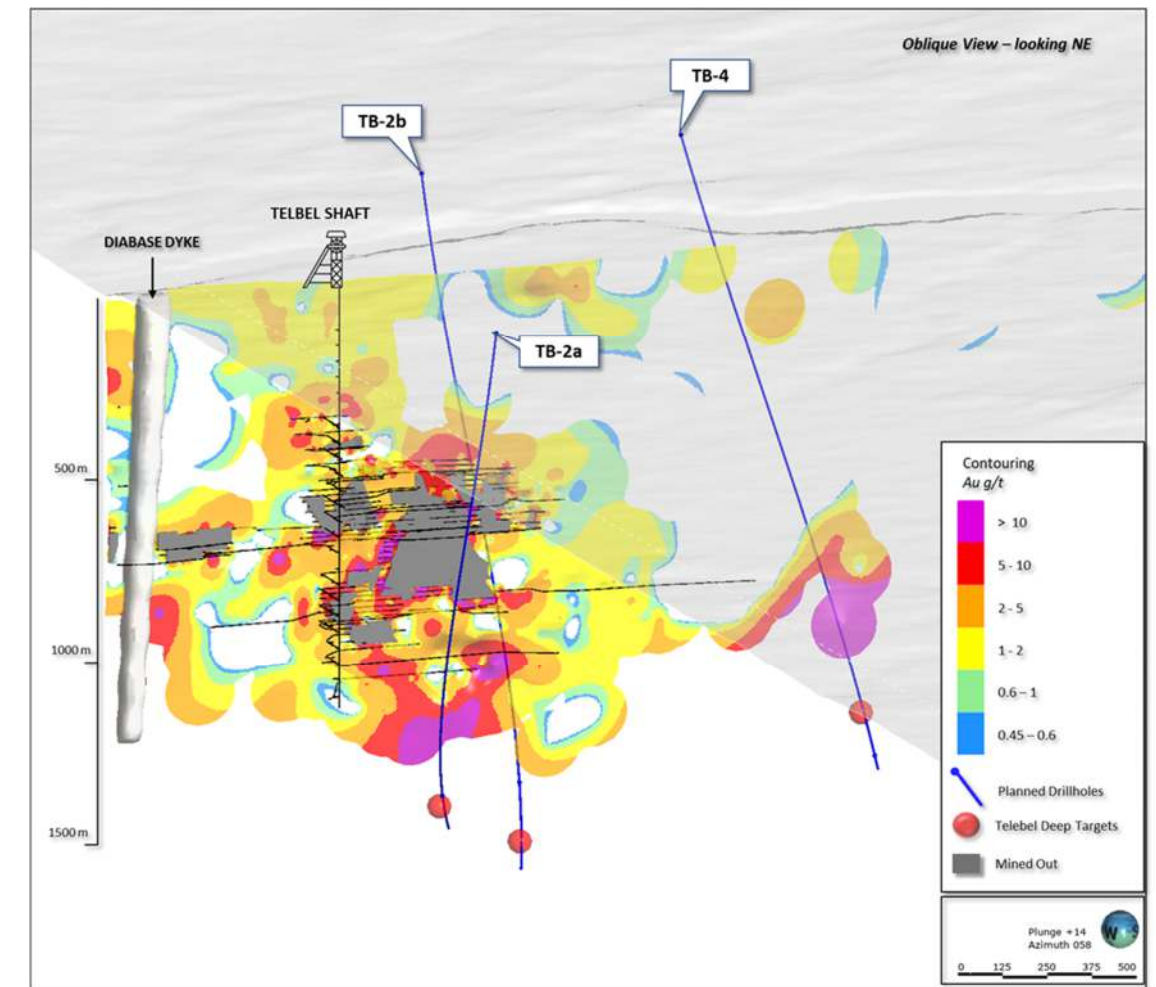 Oblique View – looking NE
TB-4
TB-2b
TELBEL SHAFT
DIABASE DYKE
TB-2a
500 m
1000 m
1500 m
Contouring
Au g/t
> 10
5 - 10
2 - 5
1 - 2
0.6 – 1
0.45 – 0.6
Planned Drillholes
Telebel Deep Targets
Mined Out
Plunge +14
Azimuth 058
W S
0 125 250 375 500